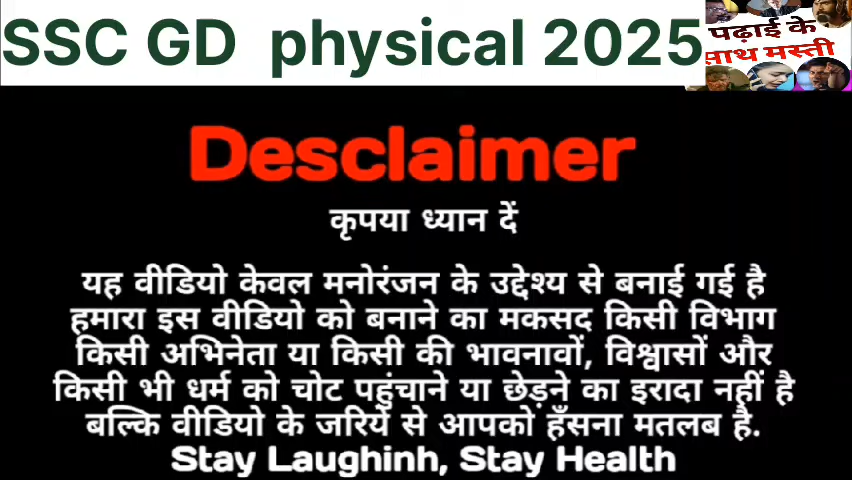 SSC GD physical 2025
पढ़ाई के
साथ मस्ती
Desclaimer
कृपया ध्यान दें
यह वीडियो केवल मनोरंजन के उद्देश्य से बनाई गई है
हमारा इस वीडियो को बनाने का मकसद किसी विभाग
किसी अभिनेता या किसी की भावनावों, विश्वासों और
किसी भी धर्म को चोट पहुंचाने या छेड़ने का इरादा नहीं है
बल्कि वीडियो के जरिये से आपको हँसना मतलब है.
Stay Laughinh, Stay Health